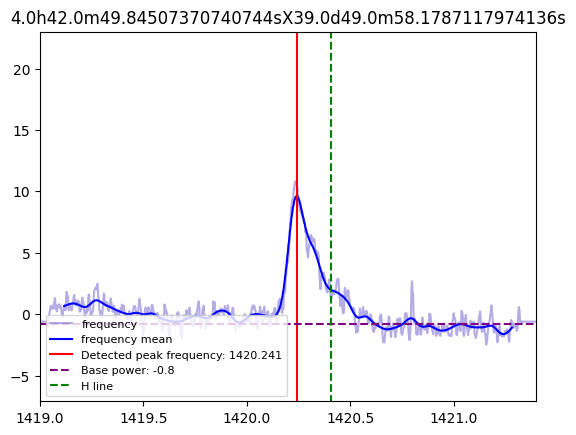 4.0h42.0m49.84507370740744sX39.0d49.0m58.1787117974136s
20
15
10
5
0
−5
frequency
frequency mean
Detected peak frequency: 1420.241
Base power: -0.8
H line
1419.0 1419.5 1420.0 1420.5 1421.0